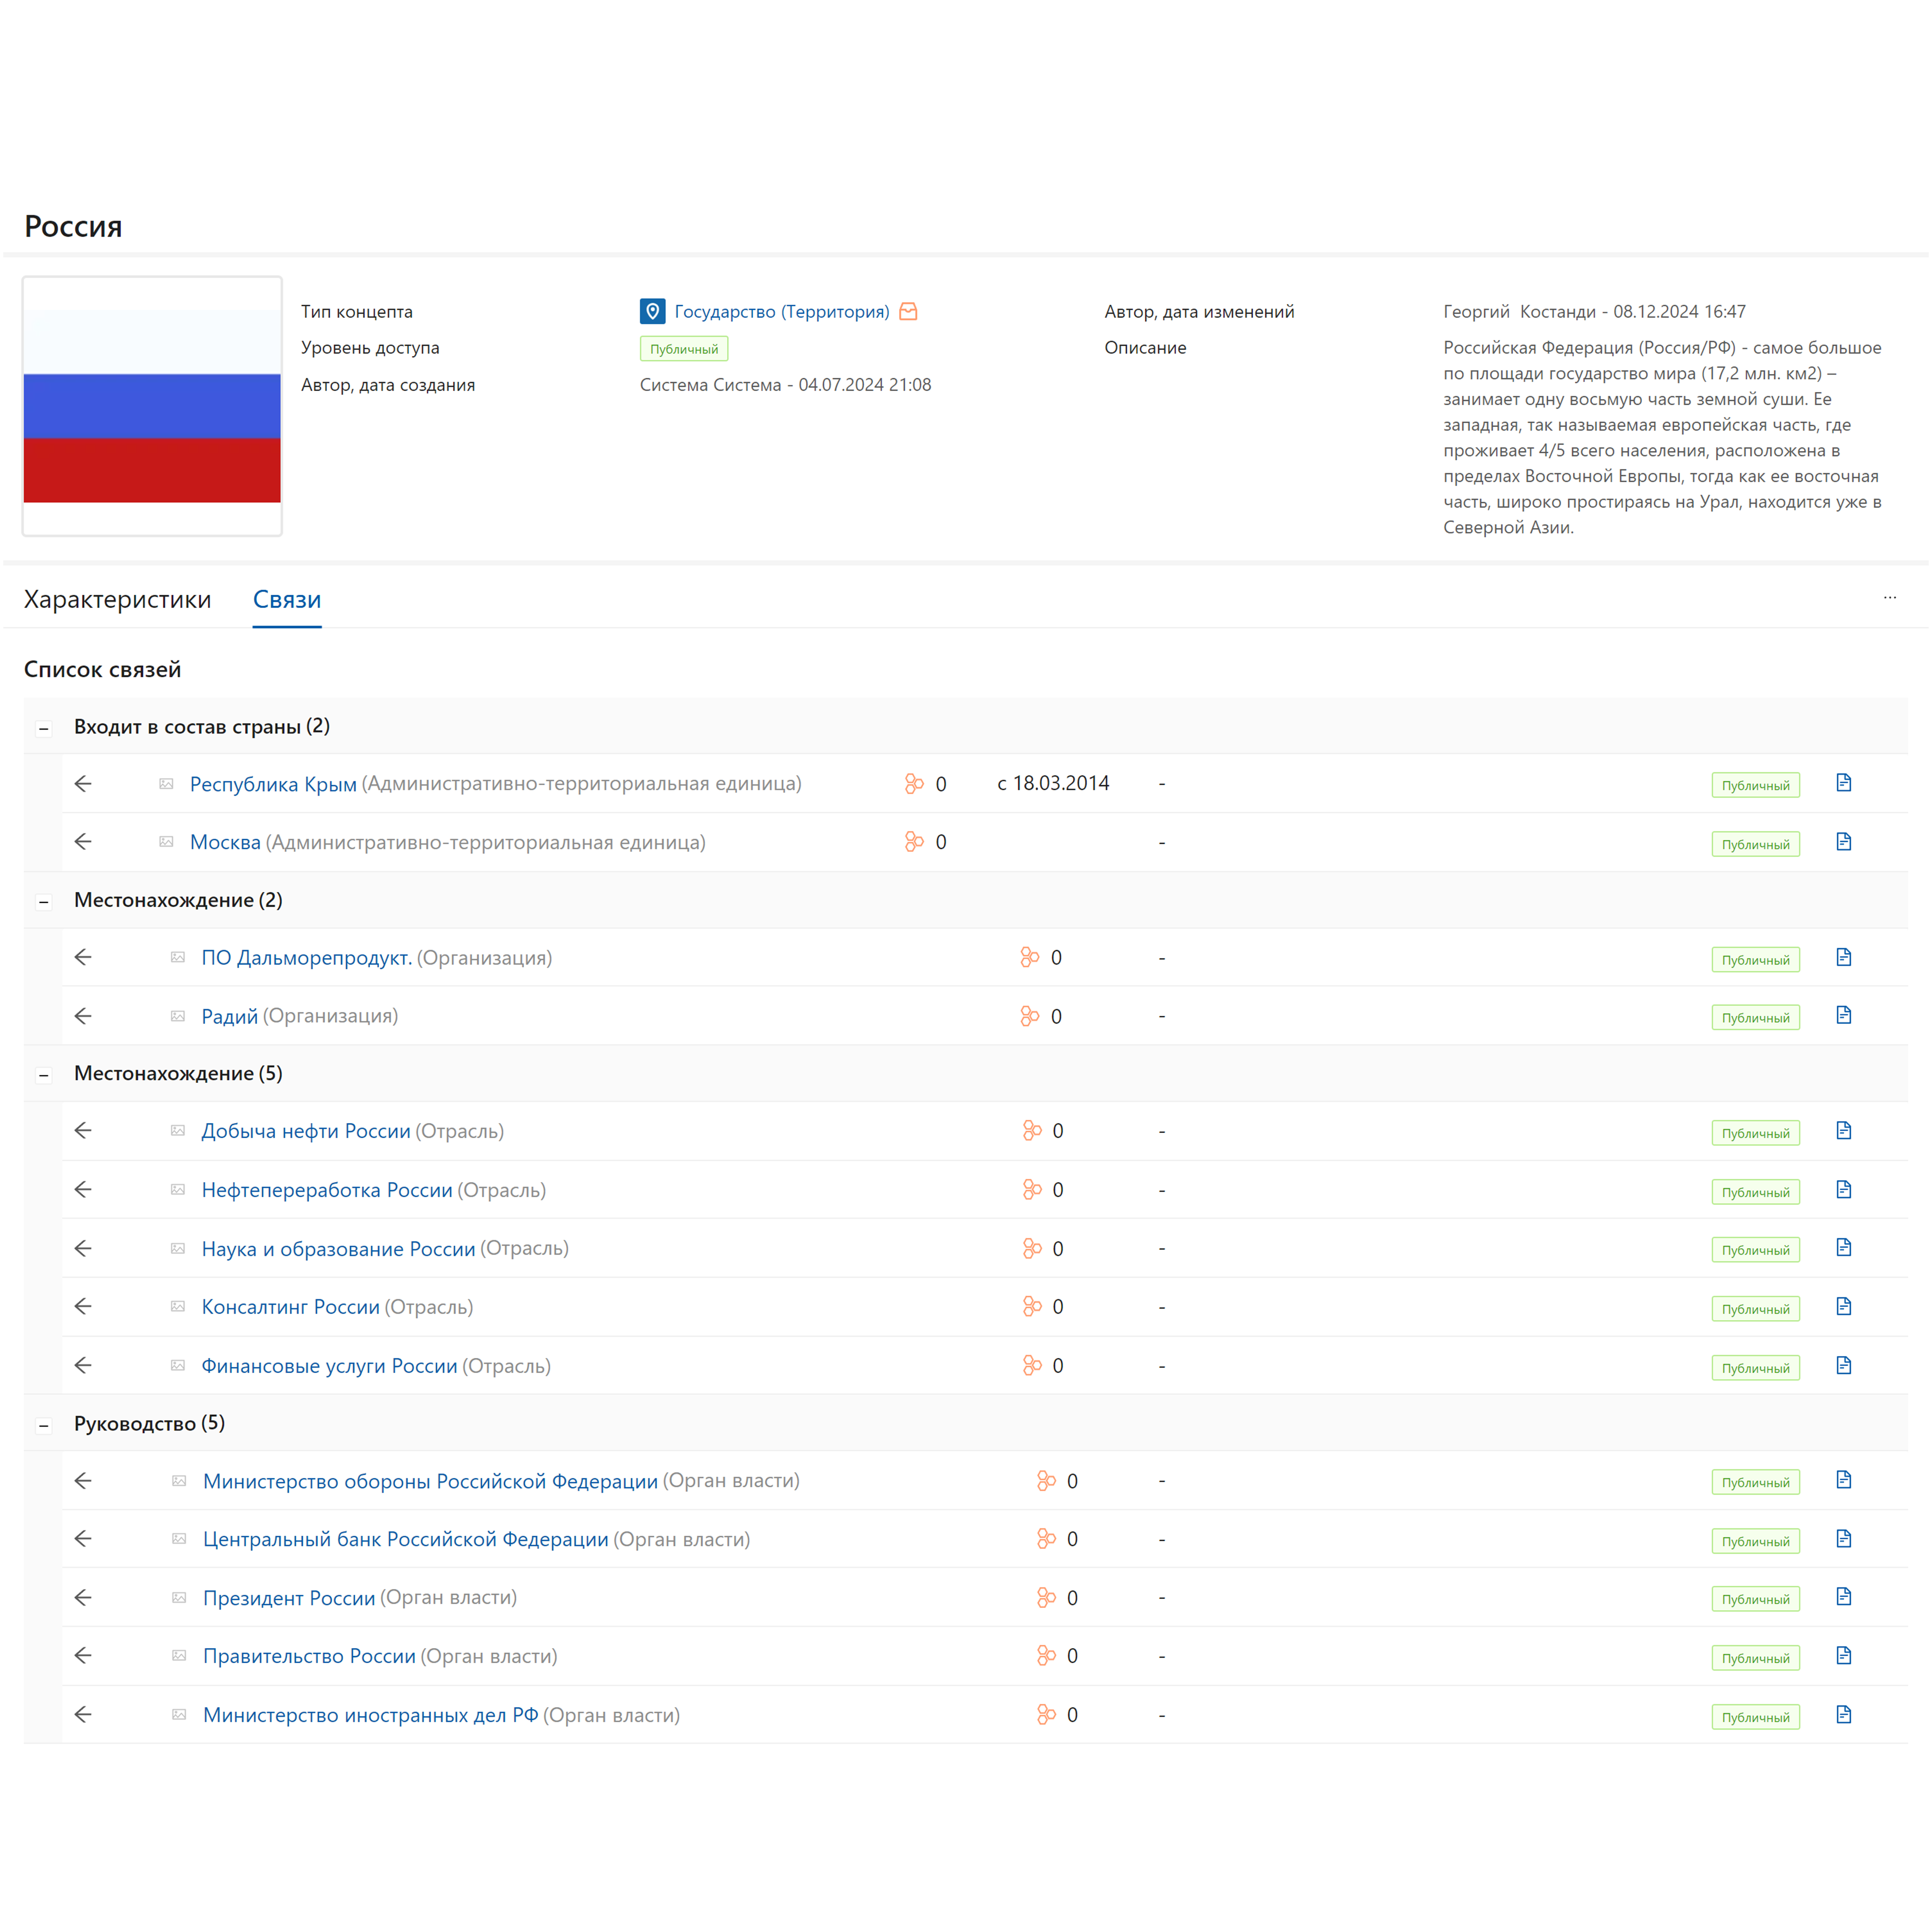 Россия
Тип концепта
Государство (Территория)
Уровень доступа
Публичный
Автор, дата создания
Система Система - 04.07.2024 21:08
Автор, дата изменений
Георгий Костанди - 08.12.2024 16:47
Описание
Российская Федерация (Россия/РФ) - самое большое
по площади государство мира (17,2 млн. км2) –
занимает одну восьмую часть земной суши. Ее
западная, так называемая европейская часть, где
проживает 4/5 всего населения, расположена в
пределах Восточной Европы, тогда как ее восточная
часть, широко простираясь на Урал, находится уже в
Северной Азии.
Характеристики Связи ...
Список связей
Входит в состав страны (2)
Республика Крым (Административно-территориальная единица) 0 с 18.03.2014 - Публичный
Москва (Административно-территориальная единица) 0 - Публичный
Местонахождение (2)
ПО Дальморепродукт. (Организация) 0 - Публичный
Радий (Организация) 0 - Публичный
Местонахождение (5)
Добыча нефти России (Отрасль) 0 - Публичный
Нефтепереработка России (Отрасль) 0 - Публичный
Наука и образование России (Отрасль) 0 - Публичный
Консалтинг России (Отрасль) 0 - Публичный
Финансовые услуги России (Отрасль) 0 - Публичный
Руководство (5)
Министерство обороны Российской Федерации (Орган власти) 0 - Публичный
Центральный банк Российской Федерации (Орган власти) 0 - Публичный
Президент России (Орган власти) 0 - Публичный
Правительство России (Орган власти) 0 - Публичный
Министерство иностранных дел РФ (Орган власти) 0 - Публичный